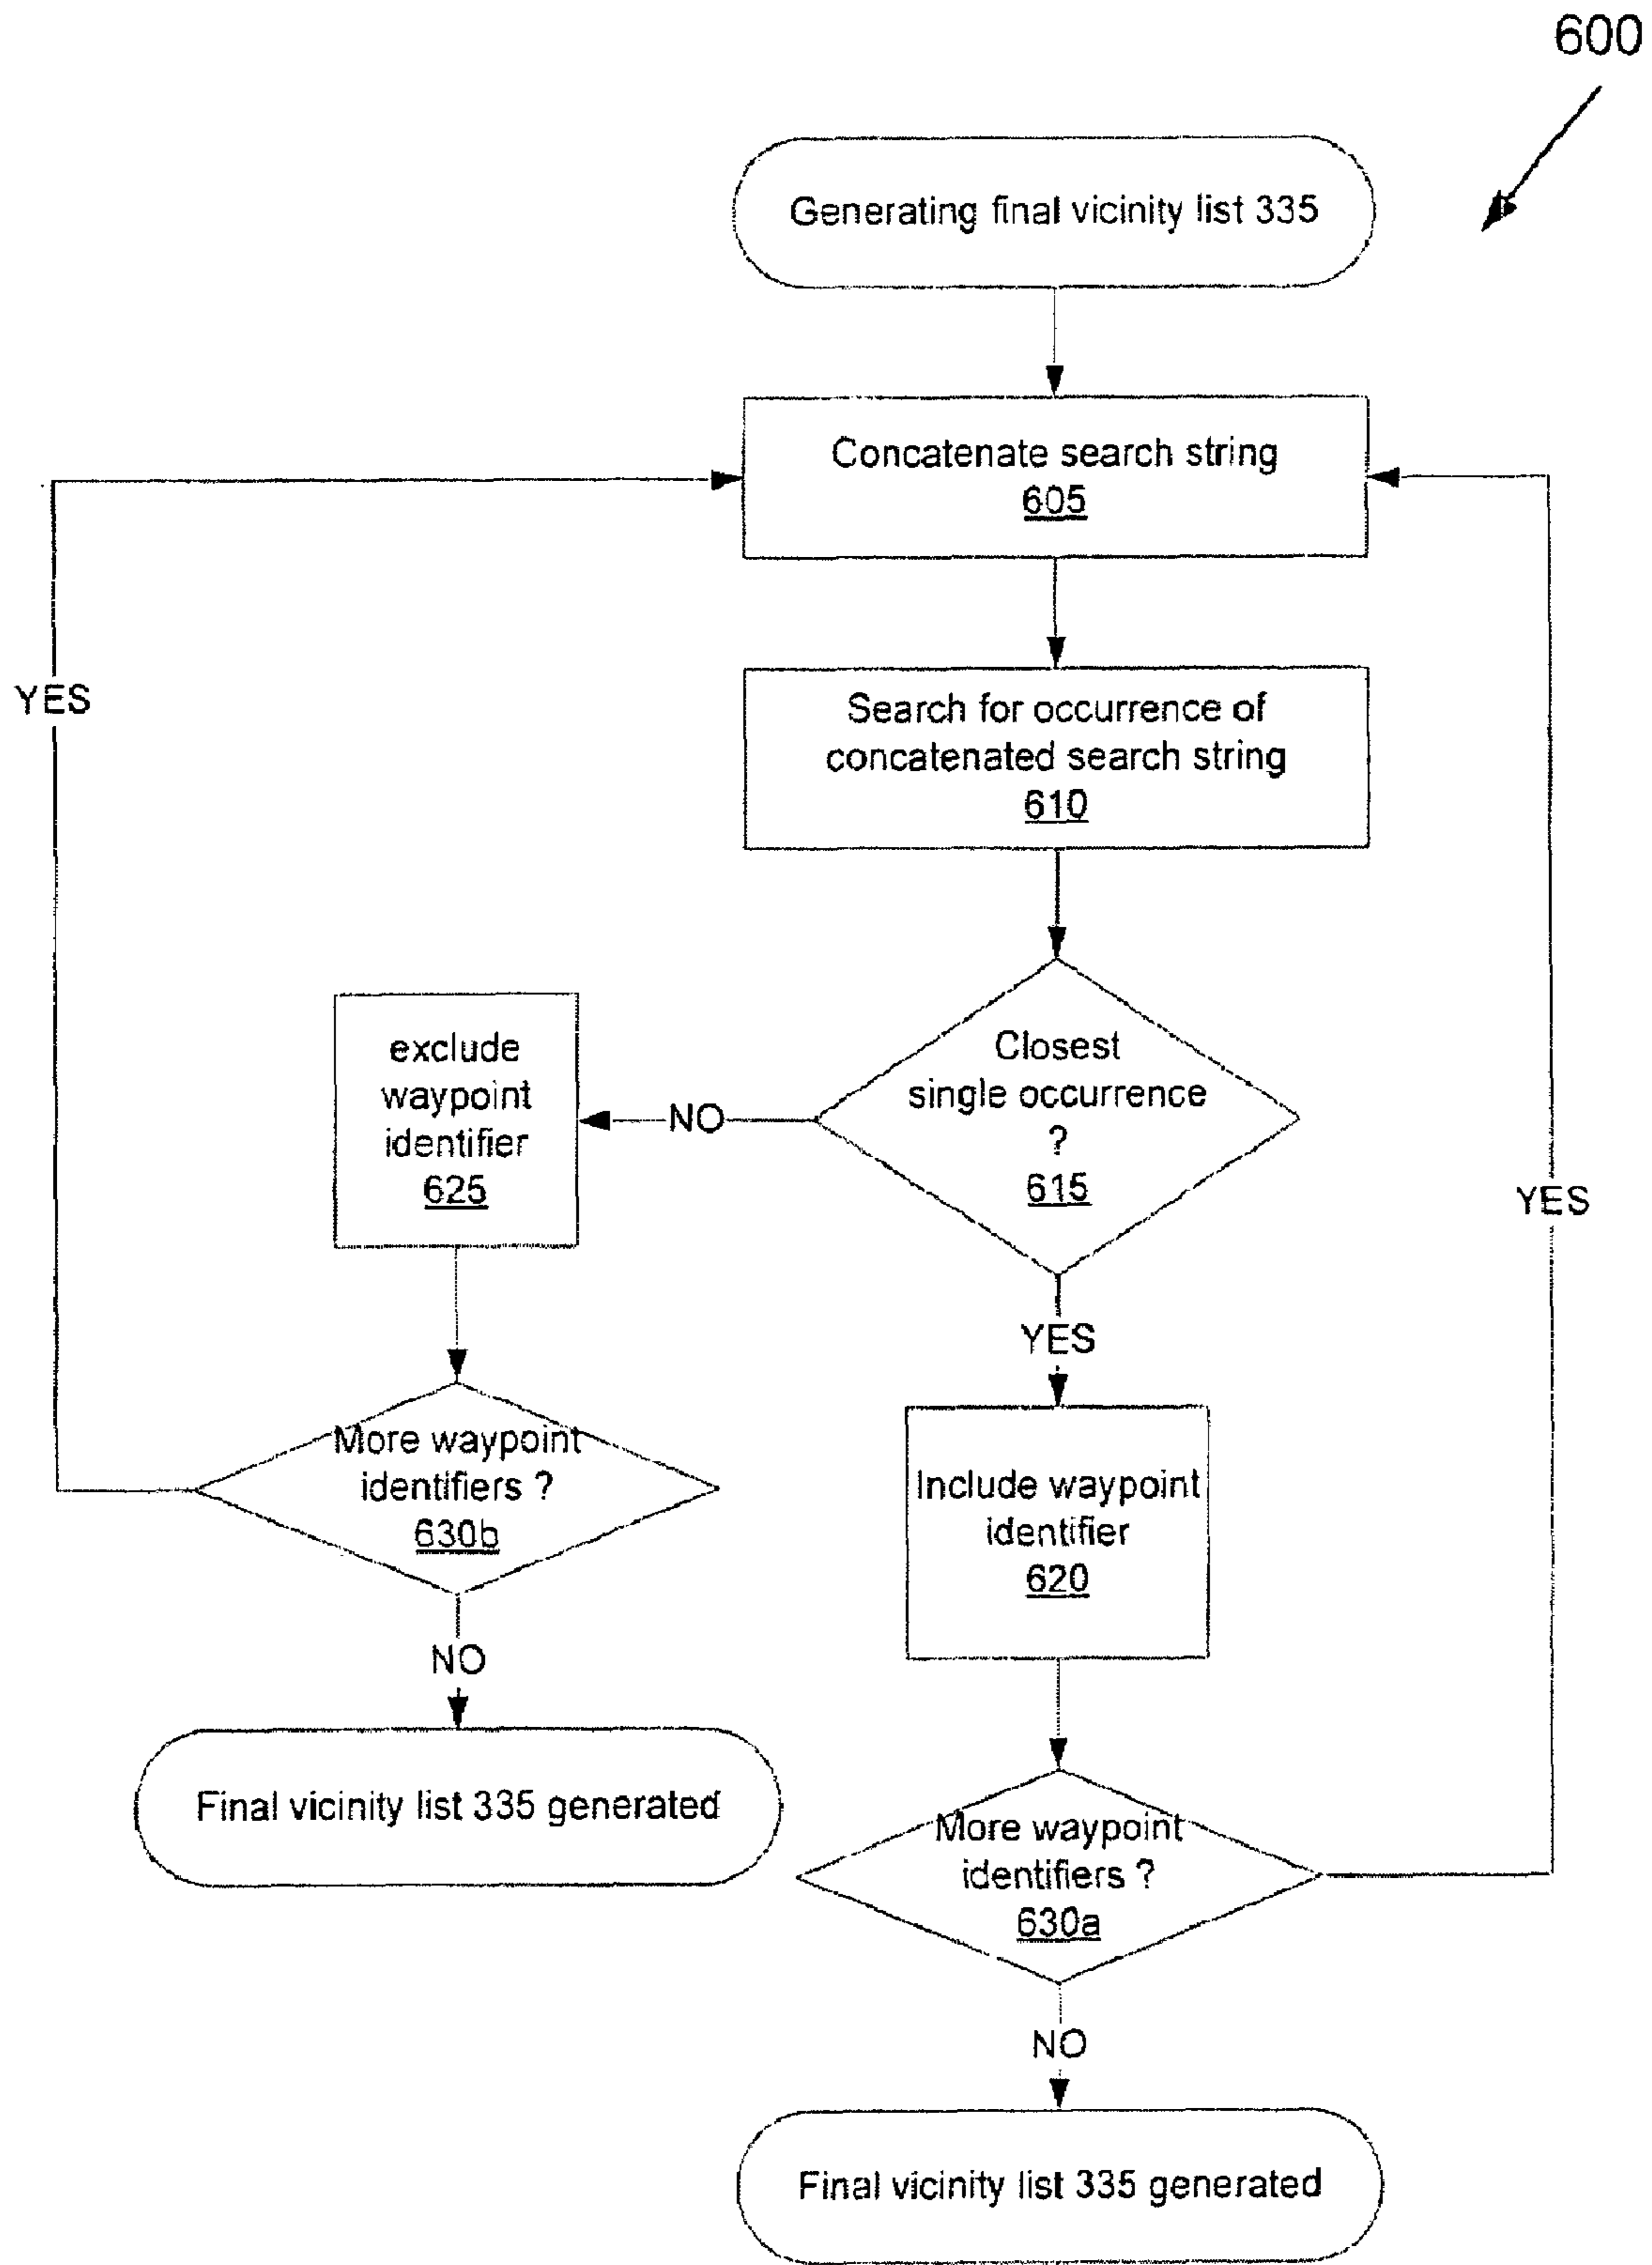 600
Generating final vicinity list 335
Concatenate search string
605
YES
Search for occurrence of
concatenated search string
610
Closest
single occurrence
?
615
NO
exclude
waypoint
identifier
625
YES
YES
More waypoint
identifiers ?
630b
Include waypoint
identifier
620
NO
Final vicinity list 335 generated
More waypoint
identifiers ?
630a
NO
Final vicinity list 335 generated